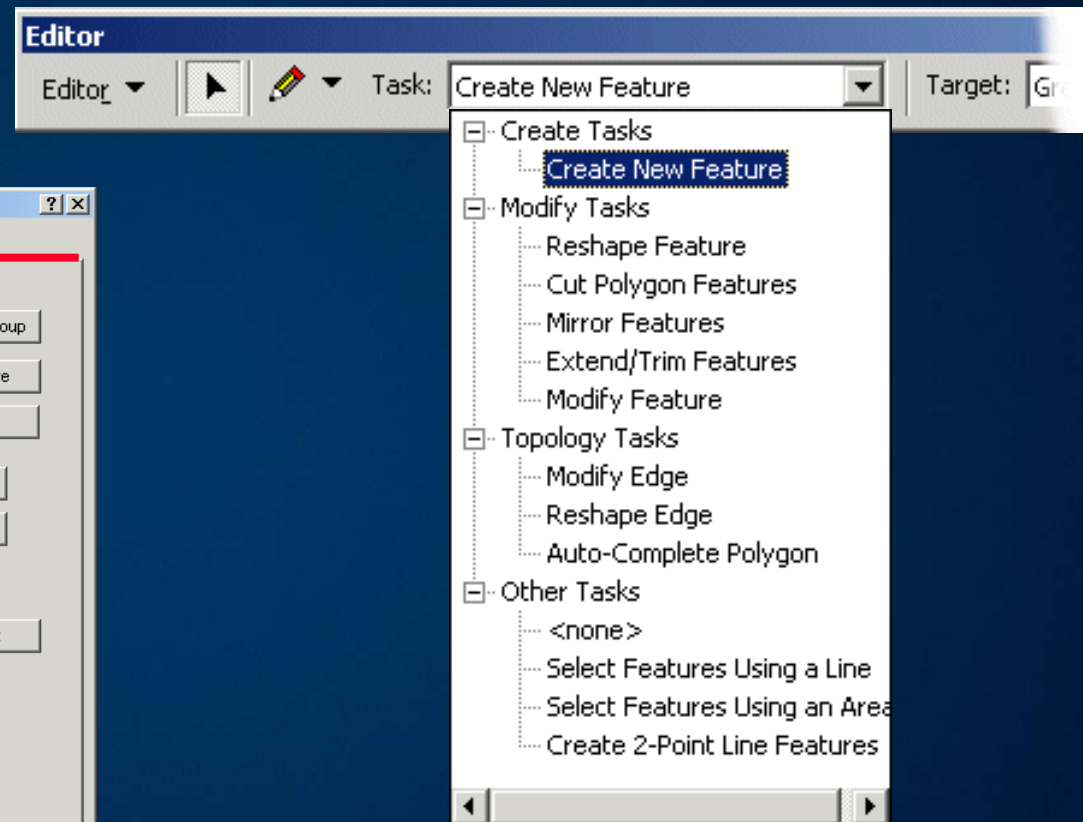 Editor
Editor Task: Create New Feature Target:
Create Tasks
Create New Feature
Modify Tasks
Reshape Feature
Cut Polygon Features
Mirror Features
Extend/Trim Features
Modify Feature
Topology Tasks
Modify Edge
Reshape Edge
Auto-Complete Polygon
Other Tasks
<none>
Select Features Using a Line
Select Features Using an Area
Create 2-Point Line Features